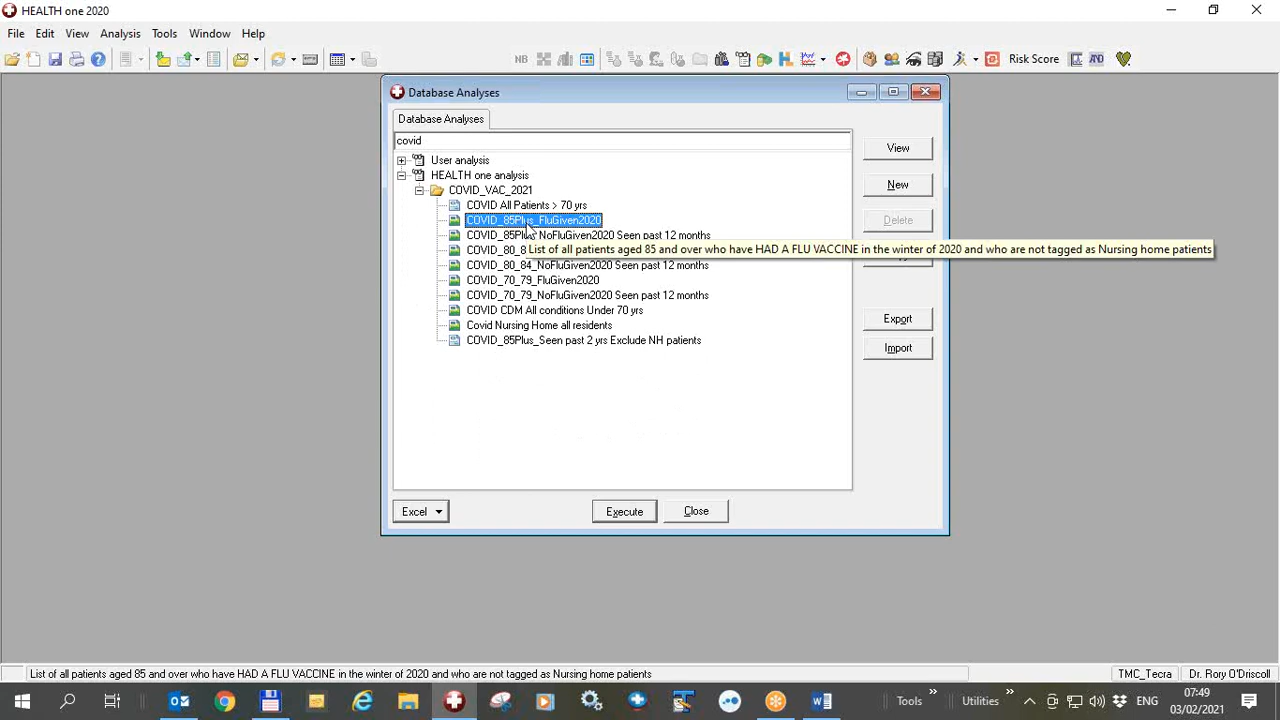 HEALTH one 2020
File Edit View Analysis Tools Window Help
NB Risk Score AND
Database Analyses
Database Analyses
covid
User analysis
View
HEALTH one analysis
New
COVID_VAC_2021
COVID All Patients > 70 yrs
COVID_85Plus_FluGiven2020
Delete
COVID_85Plus_NoFluGiven2020 Seen past 12 months
COVID_80_8
List of all patients aged 85 and over who have HAD A FLU VACCINE in the winter of 2020 and who are not tagged as Nursing home patients
COVID_80_84_NoFluGiven2020 Seen past 12 months
COVID_70_79_FluGiven2020
COVID_70_79_NoFluGiven2020 Seen past 12 months
COVID CDM All conditions Under 70 yrs
Export
Covid Nursing Home all residents
COVID_85Plus_Seen past 2 yrs Exclude NH patients
Import
Excel Execute Close
List of all patients aged 85 and over who have HAD A FLU VACCINE in the winter of 2020 and who are not tagged as Nursing home patients TMC_Tecra Dr. Rory O'Driscoll
Tools » Utilities » ENG 07:49
03/02/2021